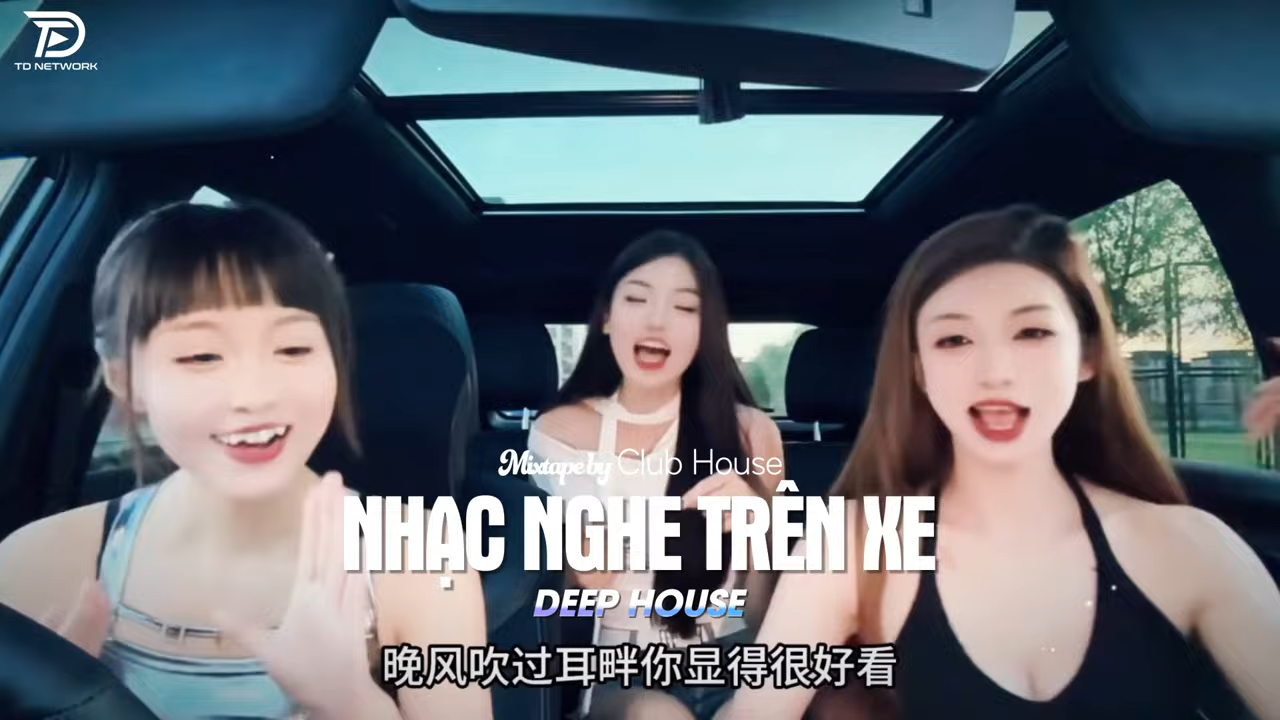 TD NETWORK
Mixtape by Club House
NHẠC NGHE TRÊN XE
DEEP HOUSE
晚风吹过耳畔你显得很好看